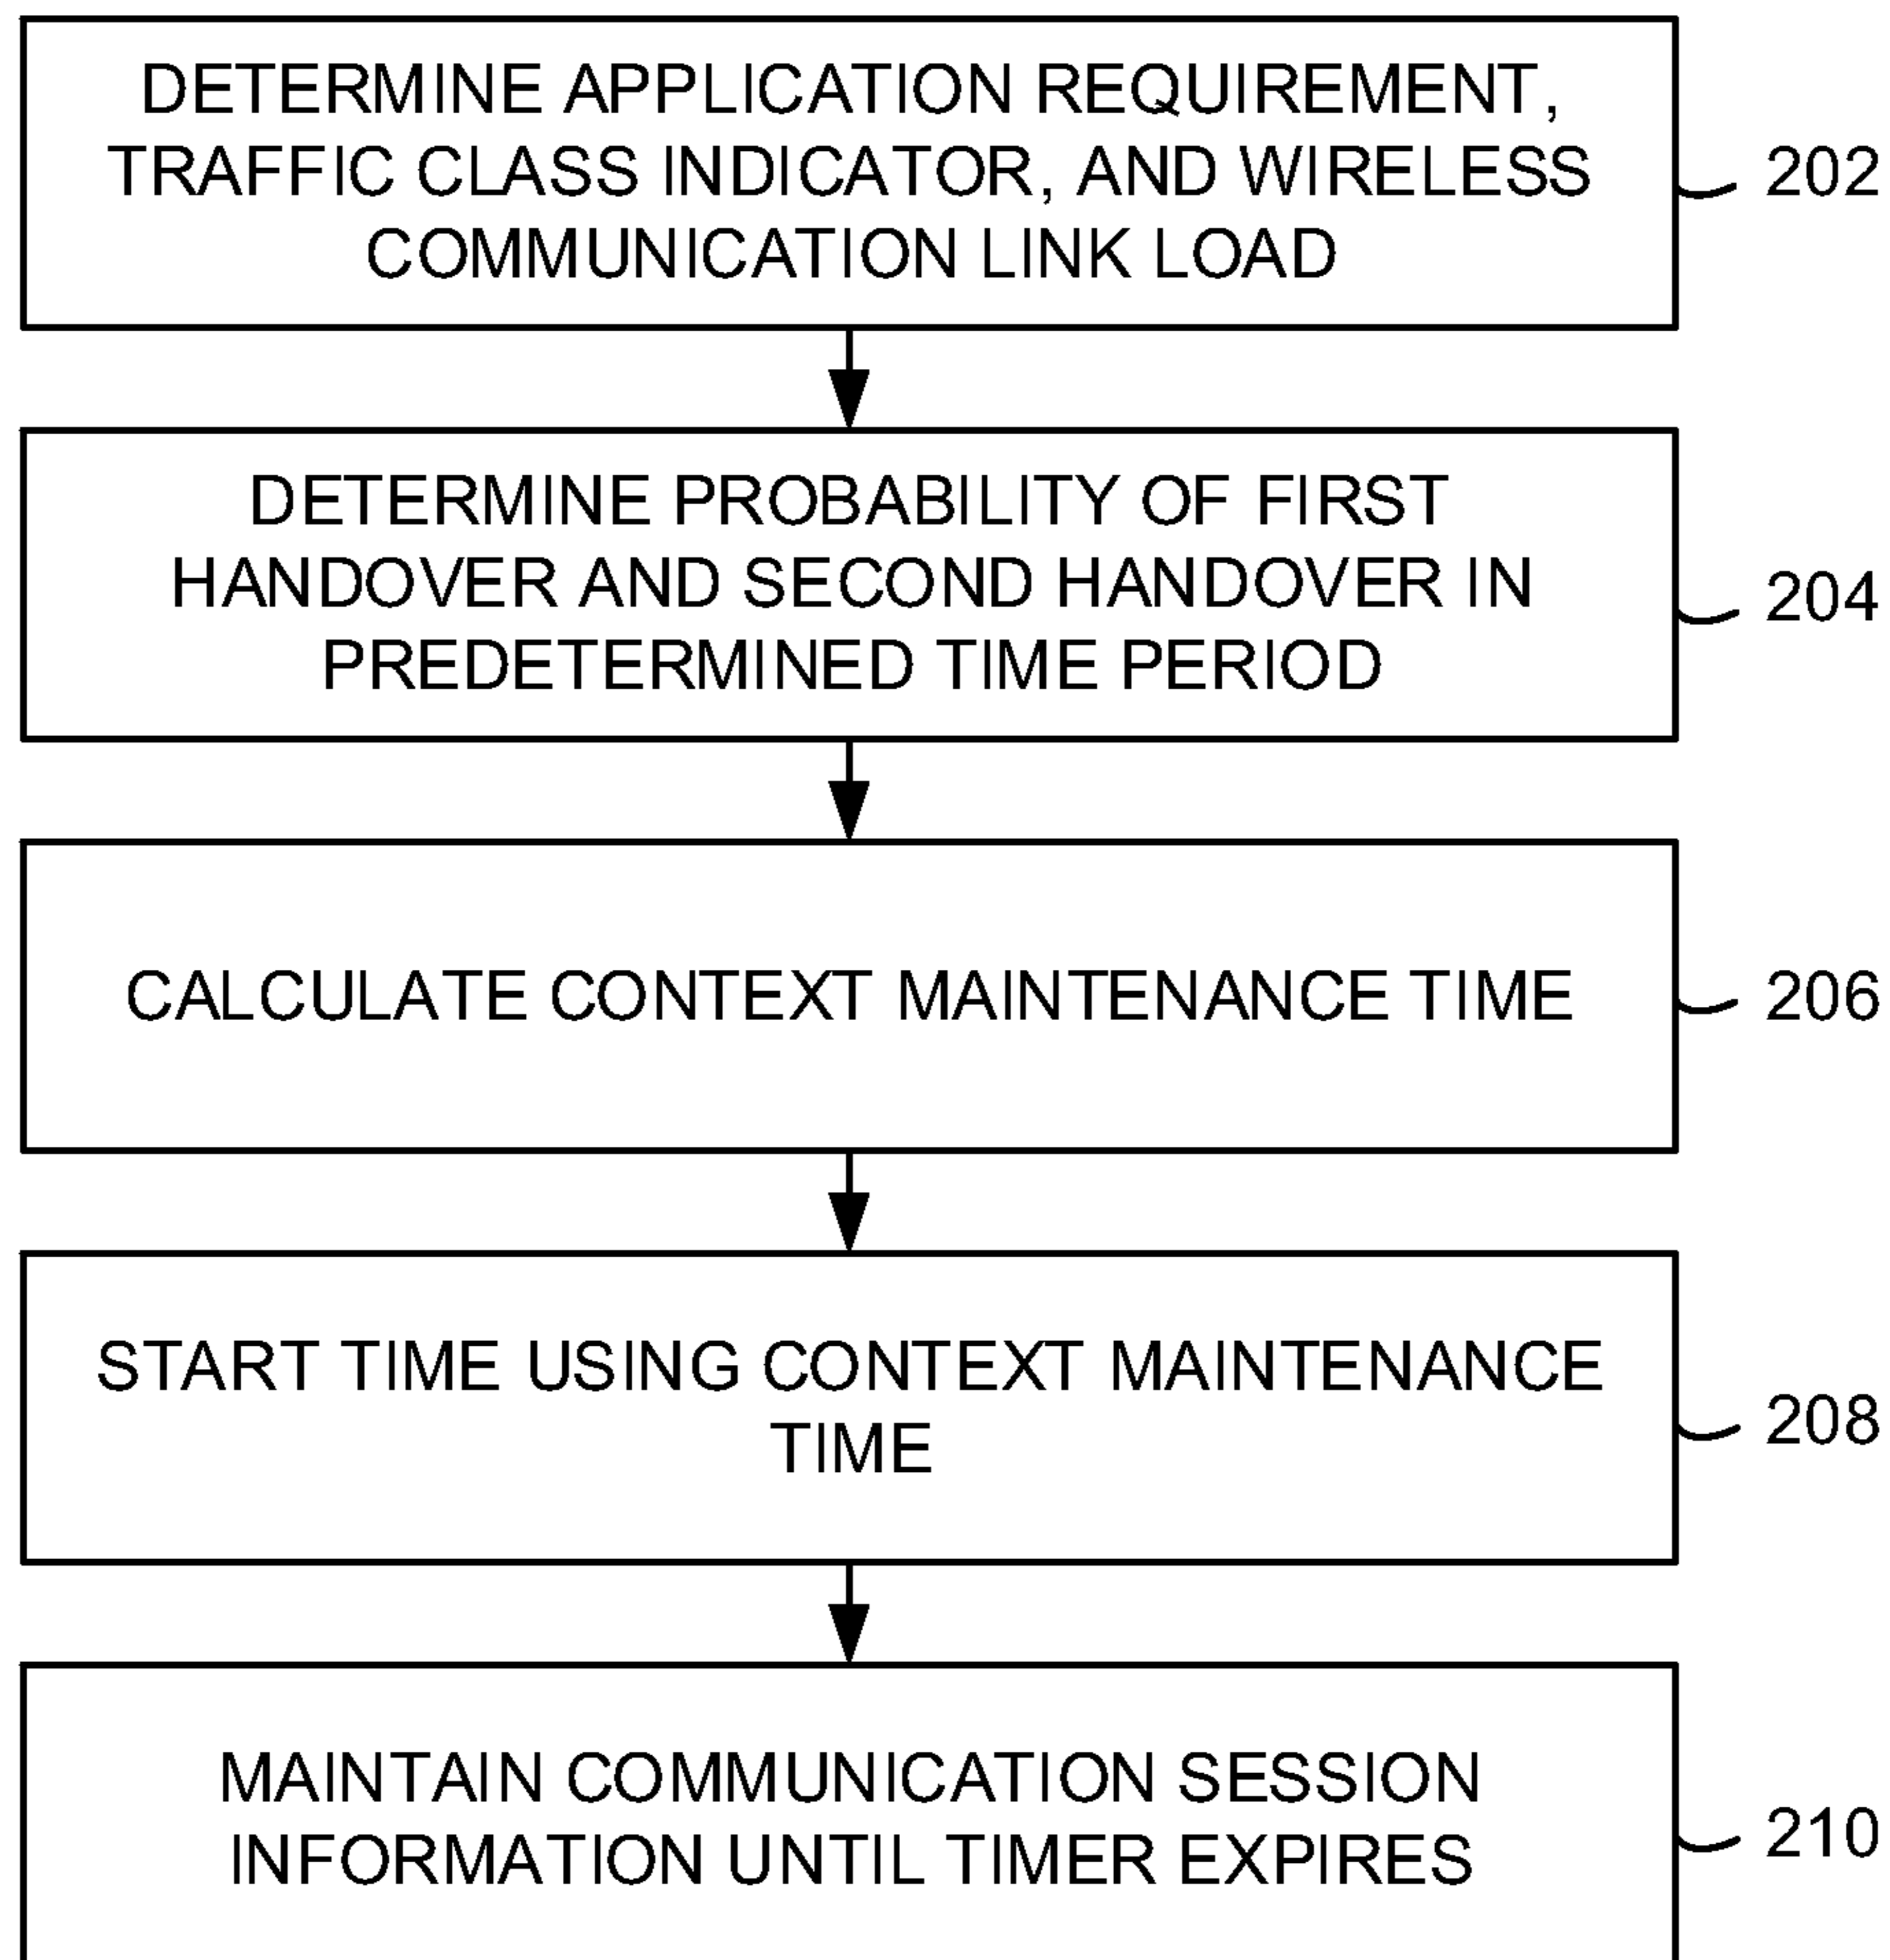 DETERMINE APPLICATION REQUIREMENT,
TRAFFIC CLASS INDICATOR, AND WIRELESS
COMMUNICATION LINK LOAD
202
DETERMINE PROBABILITY OF FIRST
HANDOVER AND SECOND HANDOVER IN
PREDETERMINED TIME PERIOD
204
CALCULATE CONTEXT MAINTENANCE TIME
206
START TIME USING CONTEXT MAINTENANCE
TIME
208
MAINTAIN COMMUNICATION SESSION
INFORMATION UNTIL TIMER EXPIRES
210